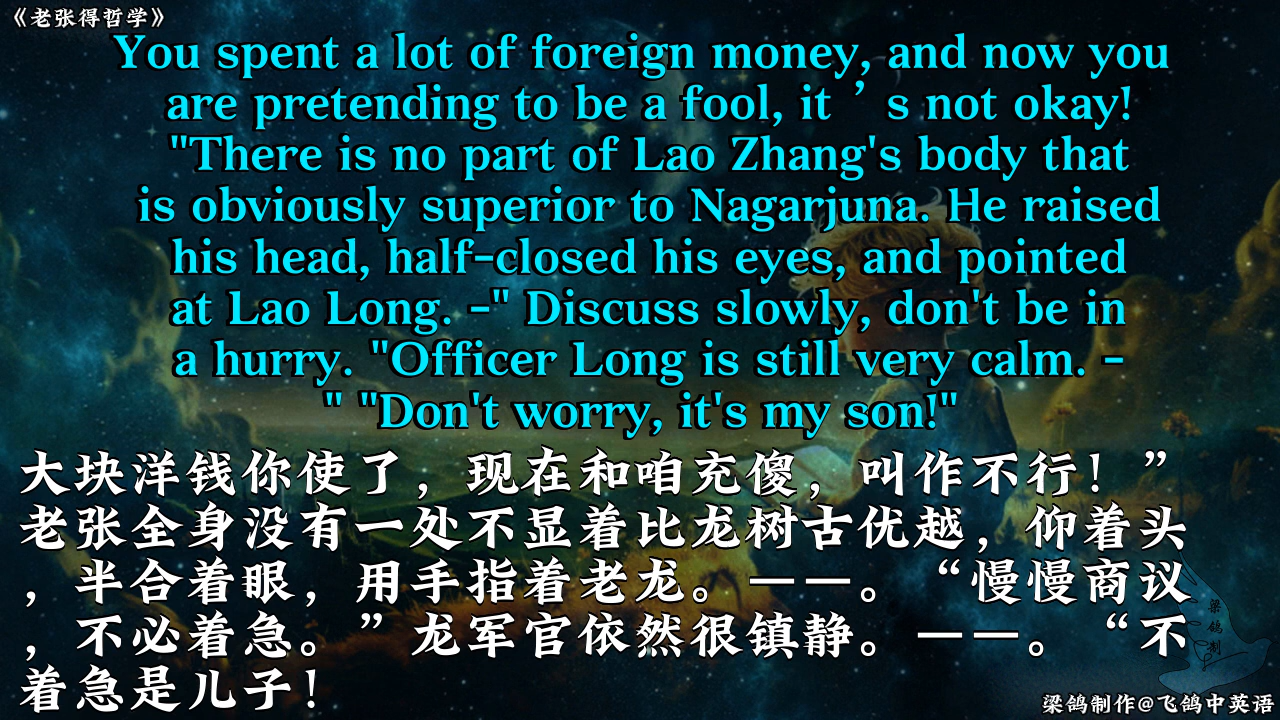 《老张得哲学》
You spent a lot of foreign money, and now you
are pretending to be a fool, it ’ s not okay!
"There is no part of Lao Zhang's body that
is obviously superior to Nagarjuna. He raised
his head, half-closed his eyes, and pointed
at Lao Long. -" Discuss slowly, don't be in
a hurry. "Officer Long is still very calm. -
" "Don't worry, it's my son!"
大块洋钱你使了，现在和咱充傻，叫作不行！”
老张全身没有一处不显着比龙树古优越，仰着头
，半合着眼，用手指着老龙。——。“慢慢商议
，不必着急。”龙军官依然很镇静。——。“不
着急是儿子！
梁鸽制
梁鸽制作@飞鸽中英语